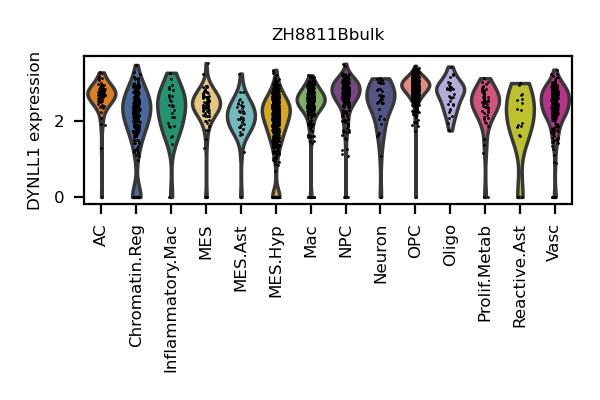 ZH8811Bbulk
DYNLL1 expression
2
0
AC
Chromatin.Reg
Inflammatory.Mac
MES
MES.Ast
MES.Hyp
Mac
NPC
Neuron
OPC
Oligo
Prolif.Metab
Reactive.Ast
Vasc